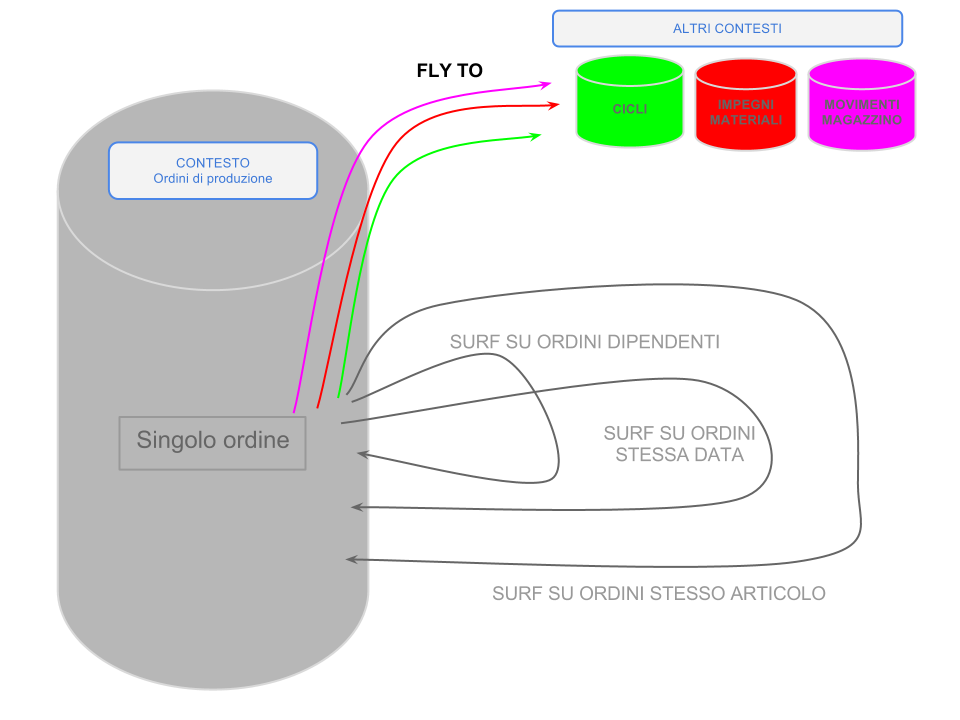 ALTRI CONTESTI
FLY TO
CICLI
IMPEGNI
MATERIALI
MOVIMENTI
MAGAZZINO
CONTESTO
Ordini di produzione
SURF SU ORDINI DIPENDENTI
Singolo ordine
SURF SU ORDINI
STESSA DATA
SURF SU ORDINI STESSO ARTICOLO